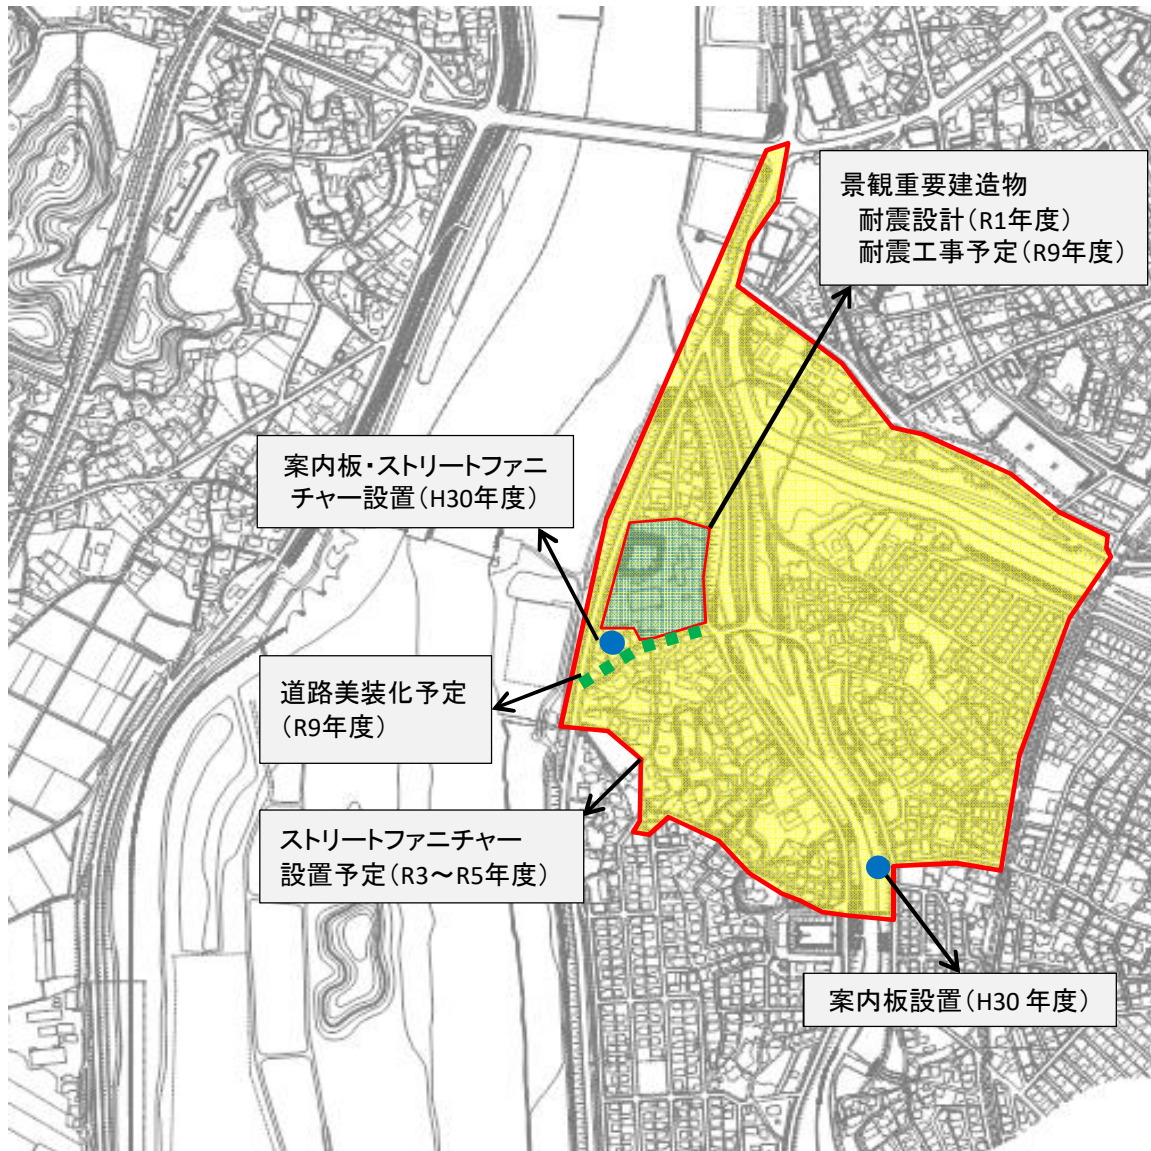 景観重要建造物
耐震設計(R1年度)
耐震工事予定(R9年度)
案内板・ストリートファニ
チャー設置(H30年度)
道路美装化予定
(R9年度)
ストリートファニチャー
設置予定(R3～R5年度)
案内板設置(H30 年度)